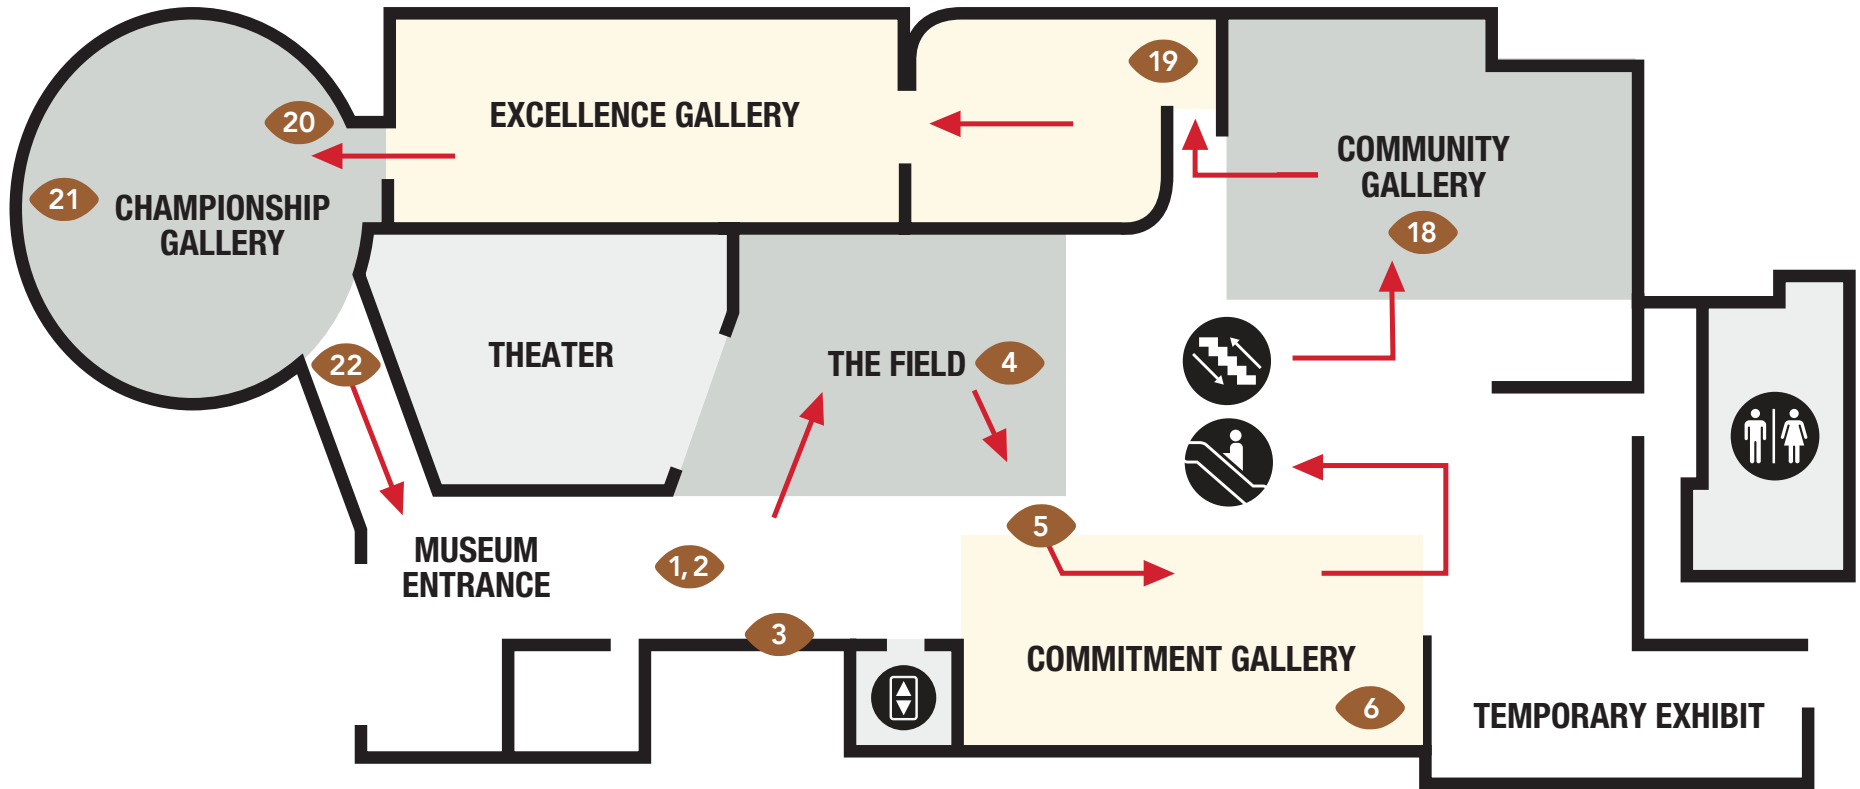 19
EXCELLENCE GALLERY
20
COMMUNITY
GALLERY
18
21
CHAMPIONSHIP
GALLERY
THEATER
THE FIELD
4
22
5
MUSEUM
ENTRANCE
1, 2
3
COMMITMENT GALLERY
6
TEMPORARY EXHIBIT